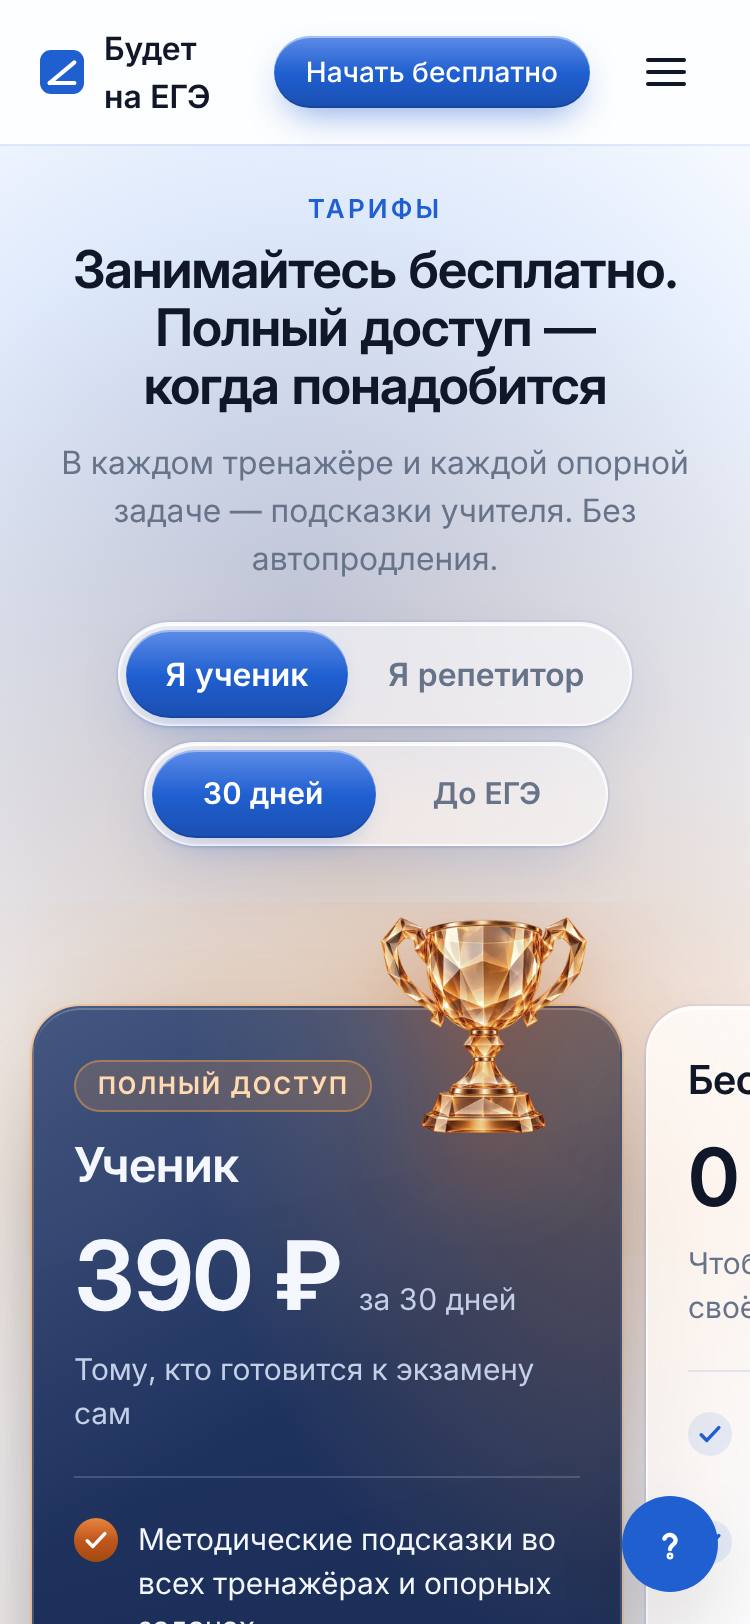 Будет
на ЕГЭ
Начать бесплатно
ТАРИФЫ
Занимайтесь бесплатно.
Полный доступ —
когда понадобится
В каждом тренажёре и каждой опорной
задаче — подсказки учителя. Без
автопродления.
Я ученик
Я репетитор
30 дней
До ЕГЭ
ПОЛНЫЙ ДОСТУП
Ученик
390 ₽ за 30 дней
Тому, кто готовится к экзамену
сам
Методические подсказки во
всех тренажёрах и опорных
0
?